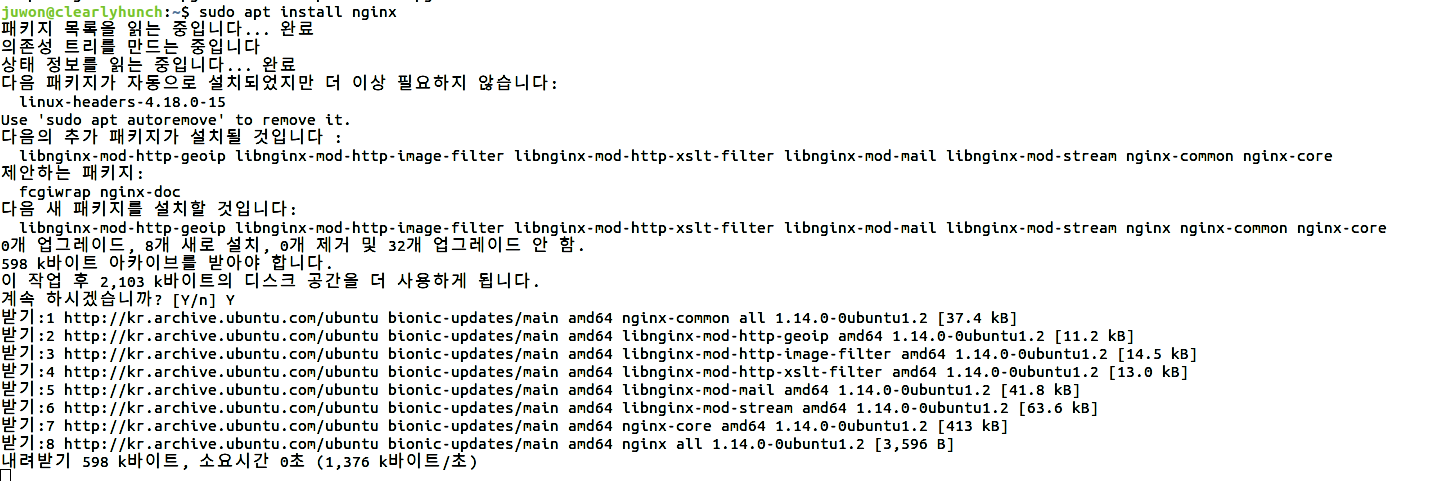 juwon@clearlyhunch:~$ sudo apt install nginx
패키지 목록을 읽는 중입니다... 완료
의존성 트리를 만드는 중입니다
상태 정보를 읽는 중입니다... 완료
다음 패키지가 자동으로 설치되었지만 더 이상 필요하지 않습니다:
  linux-headers-4.18.0-15
Use 'sudo apt autoremove' to remove it.
다음의 추가 패키지가 설치될 것입니다 :
  libnginx-mod-http-geoip libnginx-mod-http-image-filter libnginx-mod-http-xslt-filter libnginx-mod-mail libnginx-mod-stream nginx-common nginx-core
제안하는 패키지:
  fcgiwrap nginx-doc
다음 새 패키지를 설치할 것입니다:
  libnginx-mod-http-geoip libnginx-mod-http-image-filter libnginx-mod-http-xslt-filter libnginx-mod-mail libnginx-mod-stream nginx nginx-common nginx-core
0개 업그레이드, 8개 새로 설치, 0개 제거 및 32개 업그레이드 안 함.
598 k바이트 아카이브를 받아야 합니다.
이 작업 후 2,103 k바이트의 디스크 공간을 더 사용하게 됩니다.
계속 하시겠습니까? [Y/n] Y
받기:1 http://kr.archive.ubuntu.com/ubuntu bionic-updates/main amd64 nginx-common all 1.14.0-0ubuntu1.2 [37.4 kB]
받기:2 http://kr.archive.ubuntu.com/ubuntu bionic-updates/main amd64 libnginx-mod-http-geoip amd64 1.14.0-0ubuntu1.2 [11.2 kB]
받기:3 http://kr.archive.ubuntu.com/ubuntu bionic-updates/main amd64 libnginx-mod-http-image-filter amd64 1.14.0-0ubuntu1.2 [14.5 kB]
받기:4 http://kr.archive.ubuntu.com/ubuntu bionic-updates/main amd64 libnginx-mod-http-xslt-filter amd64 1.14.0-0ubuntu1.2 [13.0 kB]
받기:5 http://kr.archive.ubuntu.com/ubuntu bionic-updates/main amd64 libnginx-mod-mail amd64 1.14.0-0ubuntu1.2 [41.8 kB]
받기:6 http://kr.archive.ubuntu.com/ubuntu bionic-updates/main amd64 libnginx-mod-stream amd64 1.14.0-0ubuntu1.2 [63.6 kB]
받기:7 http://kr.archive.ubuntu.com/ubuntu bionic-updates/main amd64 nginx-core amd64 1.14.0-0ubuntu1.2 [413 kB]
받기:8 http://kr.archive.ubuntu.com/ubuntu bionic-updates/main amd64 nginx all 1.14.0-0ubuntu1.2 [3,596 B]
내려받기 598 k바이트, 소요시간 0초 (1,376 k바이트/초)